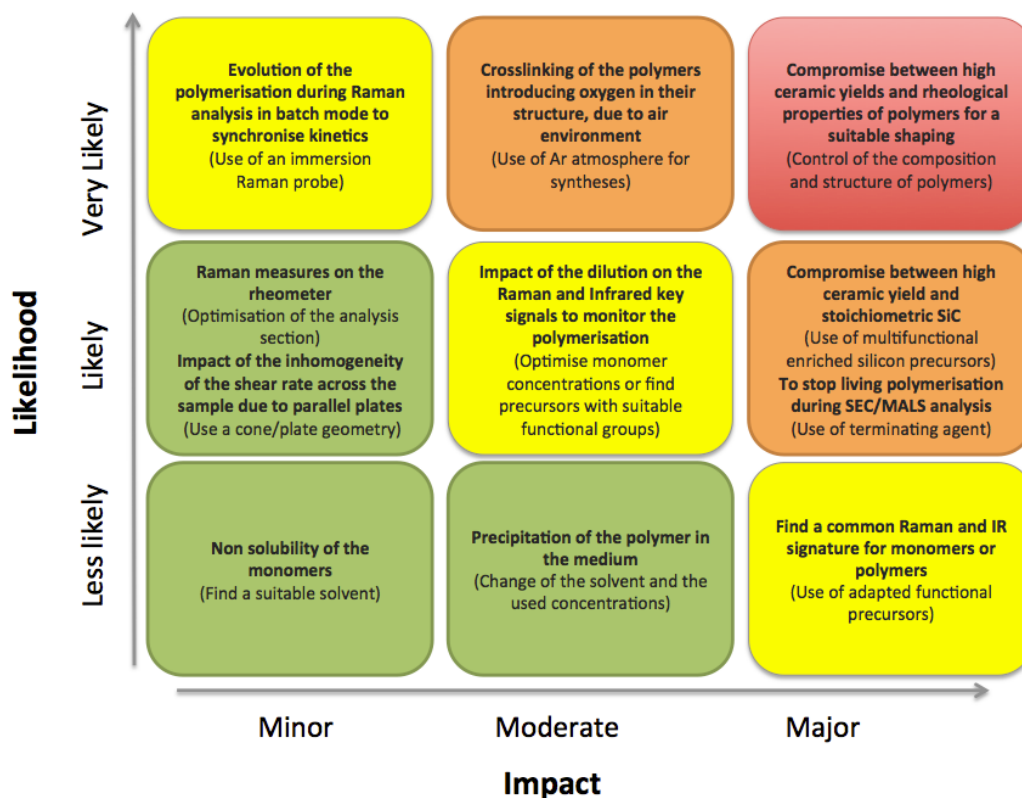 Likelihood
Very Likely
Evolution of the
polymerisation during Raman
analysis in batch mode to
synchronise kinetics
(Use of an immersion
Raman probe)
Crosslinking of the polymers
introducing oxygen in their
structure, due to air
environment
(Use of Ar atmosphere for
syntheses)
Compromise between high
ceramic yields and rheological
properties of polymers for a
suitable shaping
(Control of the composition
and structure of polymers)
Likely
Raman measures on the
rheometer
(Optimisation of the analysis
section)
Impact of the inhomogeneity
of the shear rate across the
sample due to parallel plates
(Use a cone/plate geometry)
Impact of the dilution on the
Raman and Infrared key
signals to monitor the
polymerisation
(Optimise monomer
concentrations or find
precursors with suitable
functional groups)
Compromise between high
ceramic yield and
stoichiometric SiC
(Use of multifunctional
enriched silicon precursors)
To stop living polymerisation
during SEC/MALS analysis
(Use of terminating agent)
Less likely
Non solubility of the
monomers
(Find a suitable solvent)
Precipitation of the polymer in
the medium
(Change of the solvent and the
used concentrations)
Find a common Raman and IR
signature for monomers or
polymers
(Use of adapted functional
precursors)
Minor
Moderate
Major
Impact